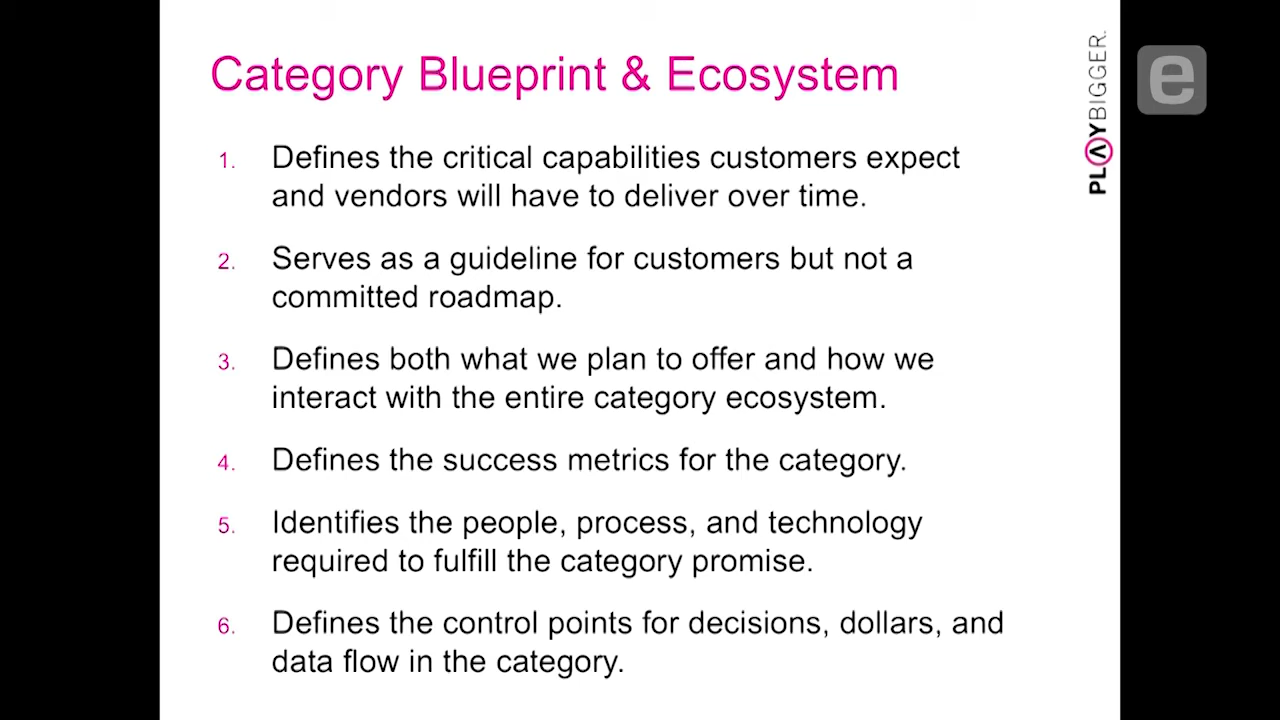 Category Blueprint & Ecosystem
1. Defines the critical capabilities customers expect
and vendors will have to deliver over time.
2. Serves as a guideline for customers but not a
committed roadmap.
3. Defines both what we plan to offer and how we
interact with the entire category ecosystem.
4. Defines the success metrics for the category.
5. Identifies the people, process, and technology
required to fulfill the category promise.
6. Defines the control points for decisions, dollars, and
data flow in the category.
PLAYBIGGER.
e